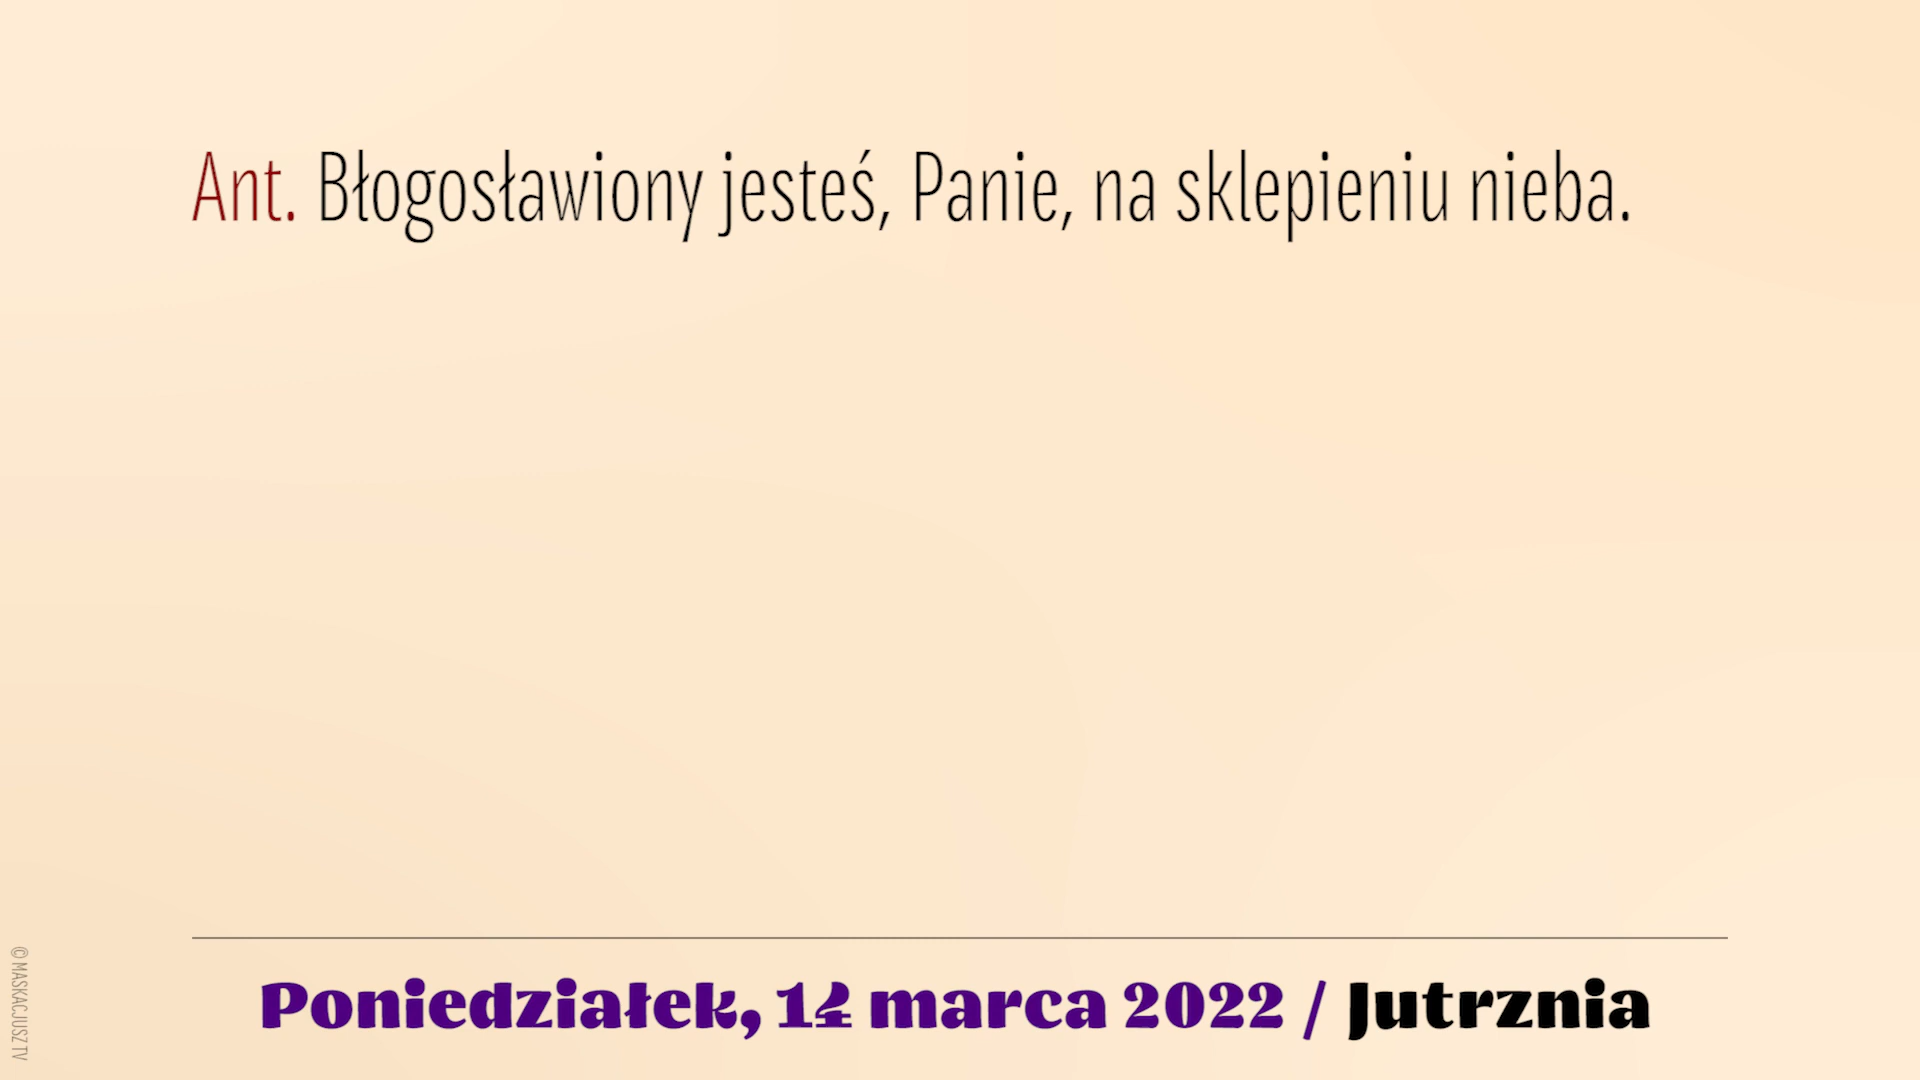 Ant. Błogosławiony jesteś, Panie, na sklepieniu nieba.
Poniedziałek, 14 marca 2022 / Jutrznia
© MASKACJUSZ TV